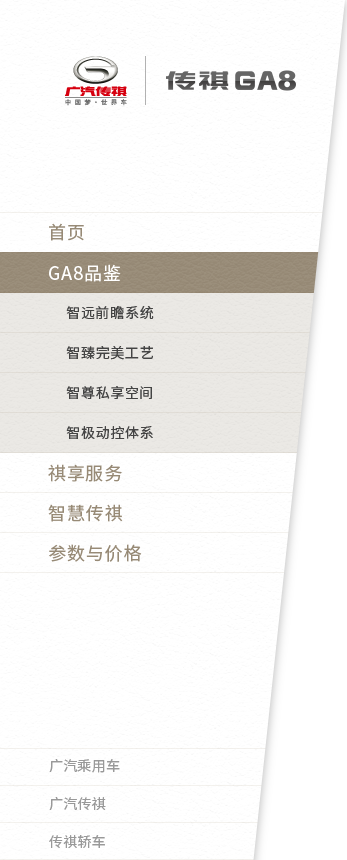 广汽传祺
中国梦·世界车
传祺GA8
首页
GA8品鉴
智远前瞻系统
智臻完美工艺
智尊私享空间
智极动控体系
祺享服务
智慧传祺
参数与价格
广汽乘用车
广汽传祺
传祺轿车